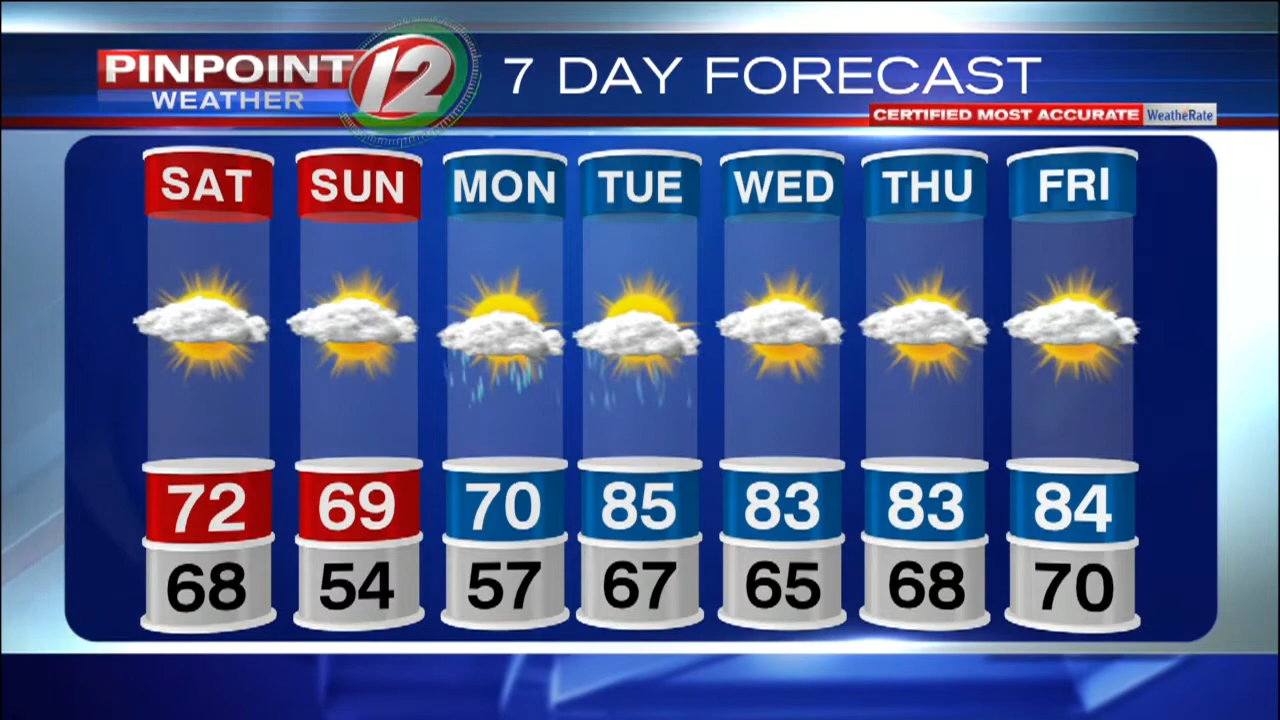 PINPOINT 12 7 DAY FORECAST
WEATHER
CERTIFIED MOST ACCURATE WeatheRate
SAT SUN MON TUE WED THU FRI
72 69 70 85 83 83 84
68 54 57 67 65 68 70